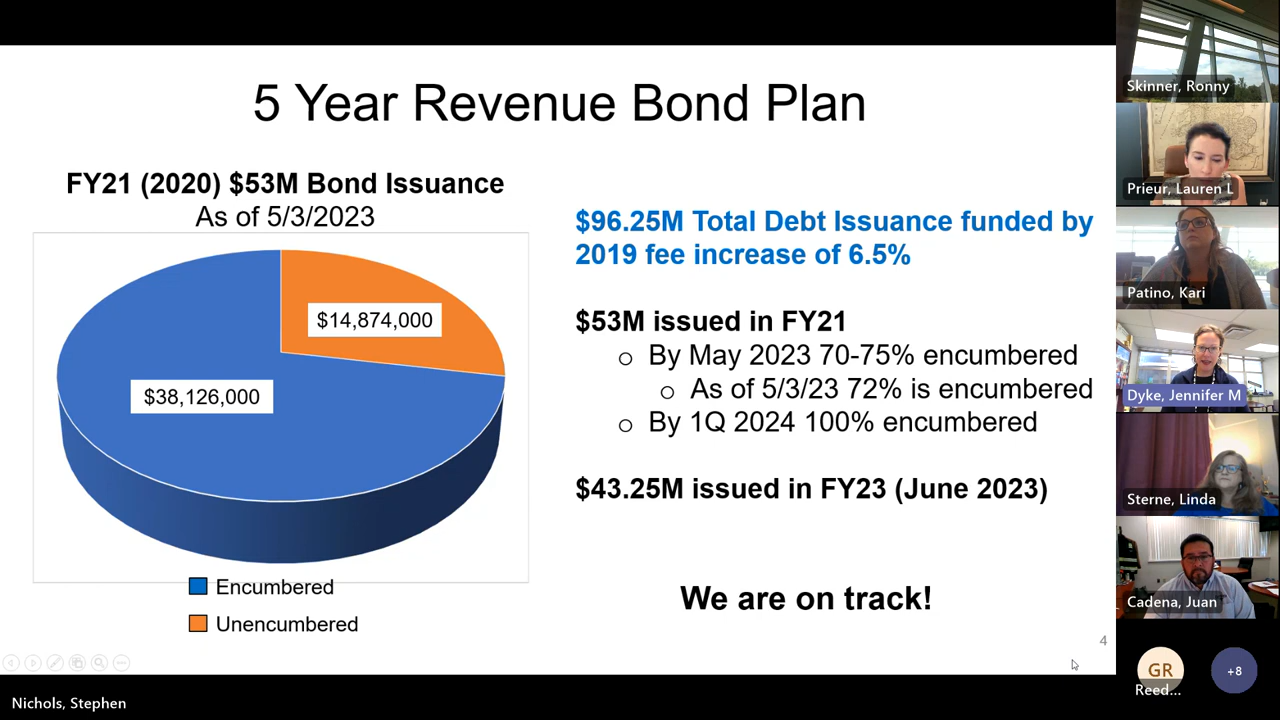 5 Year Revenue Bond Plan
FY21 (2020) $53M Bond Issuance
As of 5/3/2023
$14,874,000
$38,126,000
Encumbered
Unencumbered
$96.25M Total Debt Issuance funded by
2019 fee increase of 6.5%
$53M issued in FY21
o By May 2023 70-75% encumbered
o As of 5/3/23 72% is encumbered
o By 1Q 2024 100% encumbered
$43.25M issued in FY23 (June 2023)
We are on track!
4
Skinner, Ronny
Prieur, Lauren L
Patino, Kari
Dyke, Jennifer M
Sterne, Linda
Cadena, Juan
GR
Reed...
+8
Nichols, Stephen